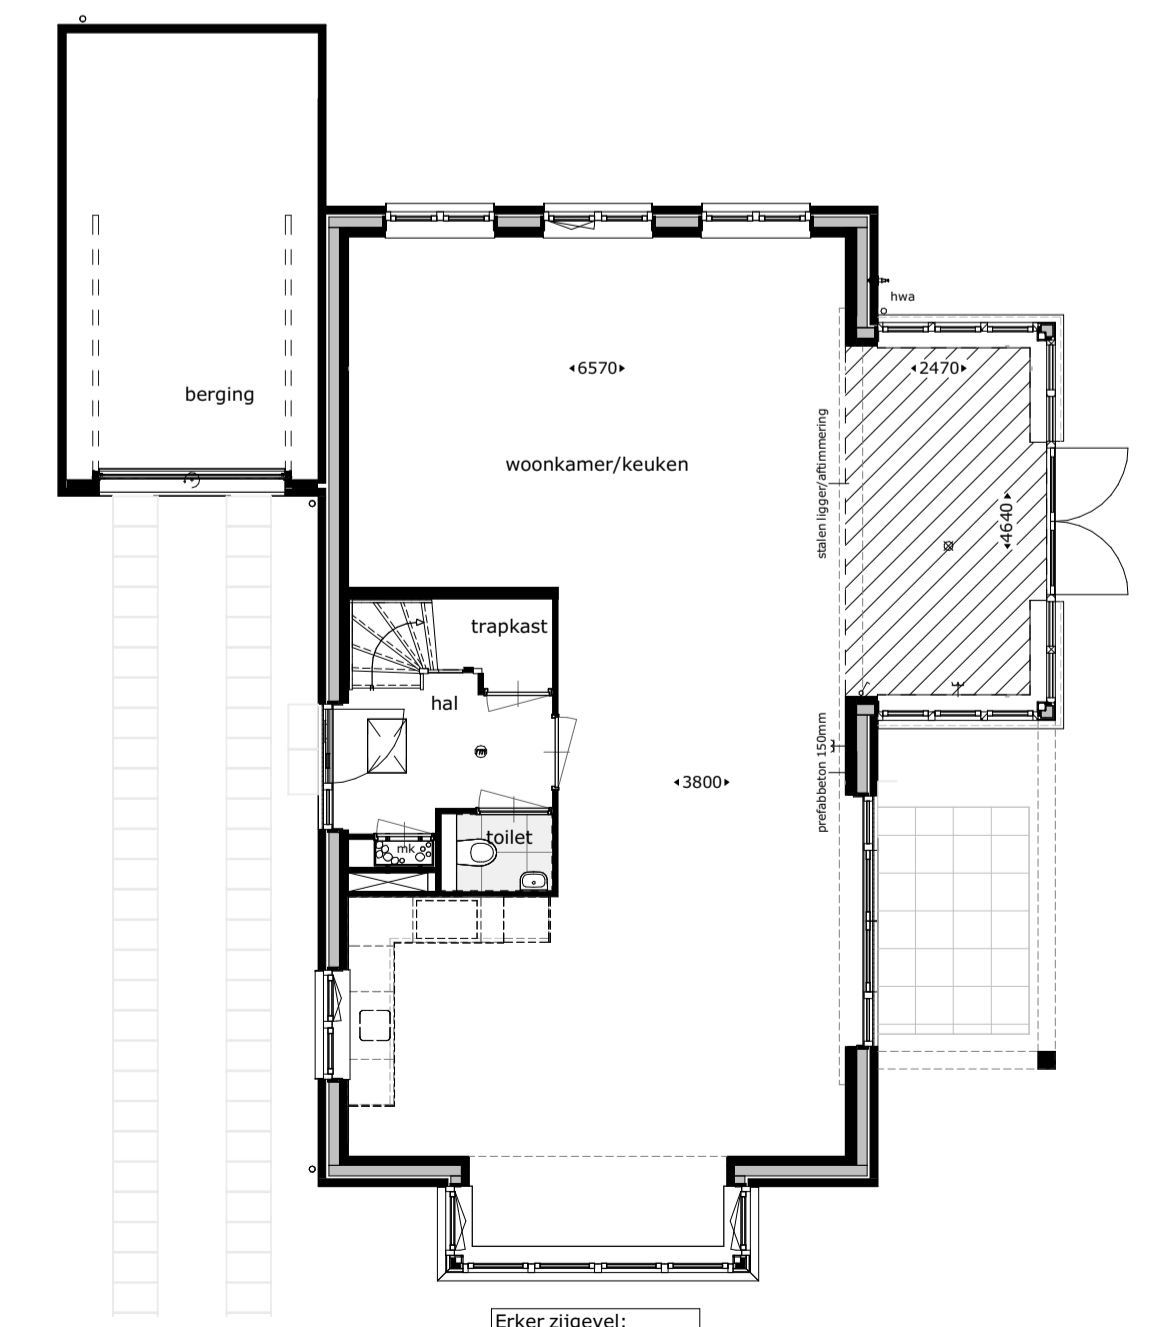 hwa
6570
2470
berging
woonkamer/keuken
stalen ligger/aftimmering
4640
trapkast
hal
rm
prefabbeton 150mm
3800
toilet
mk
Erker zijgevel: